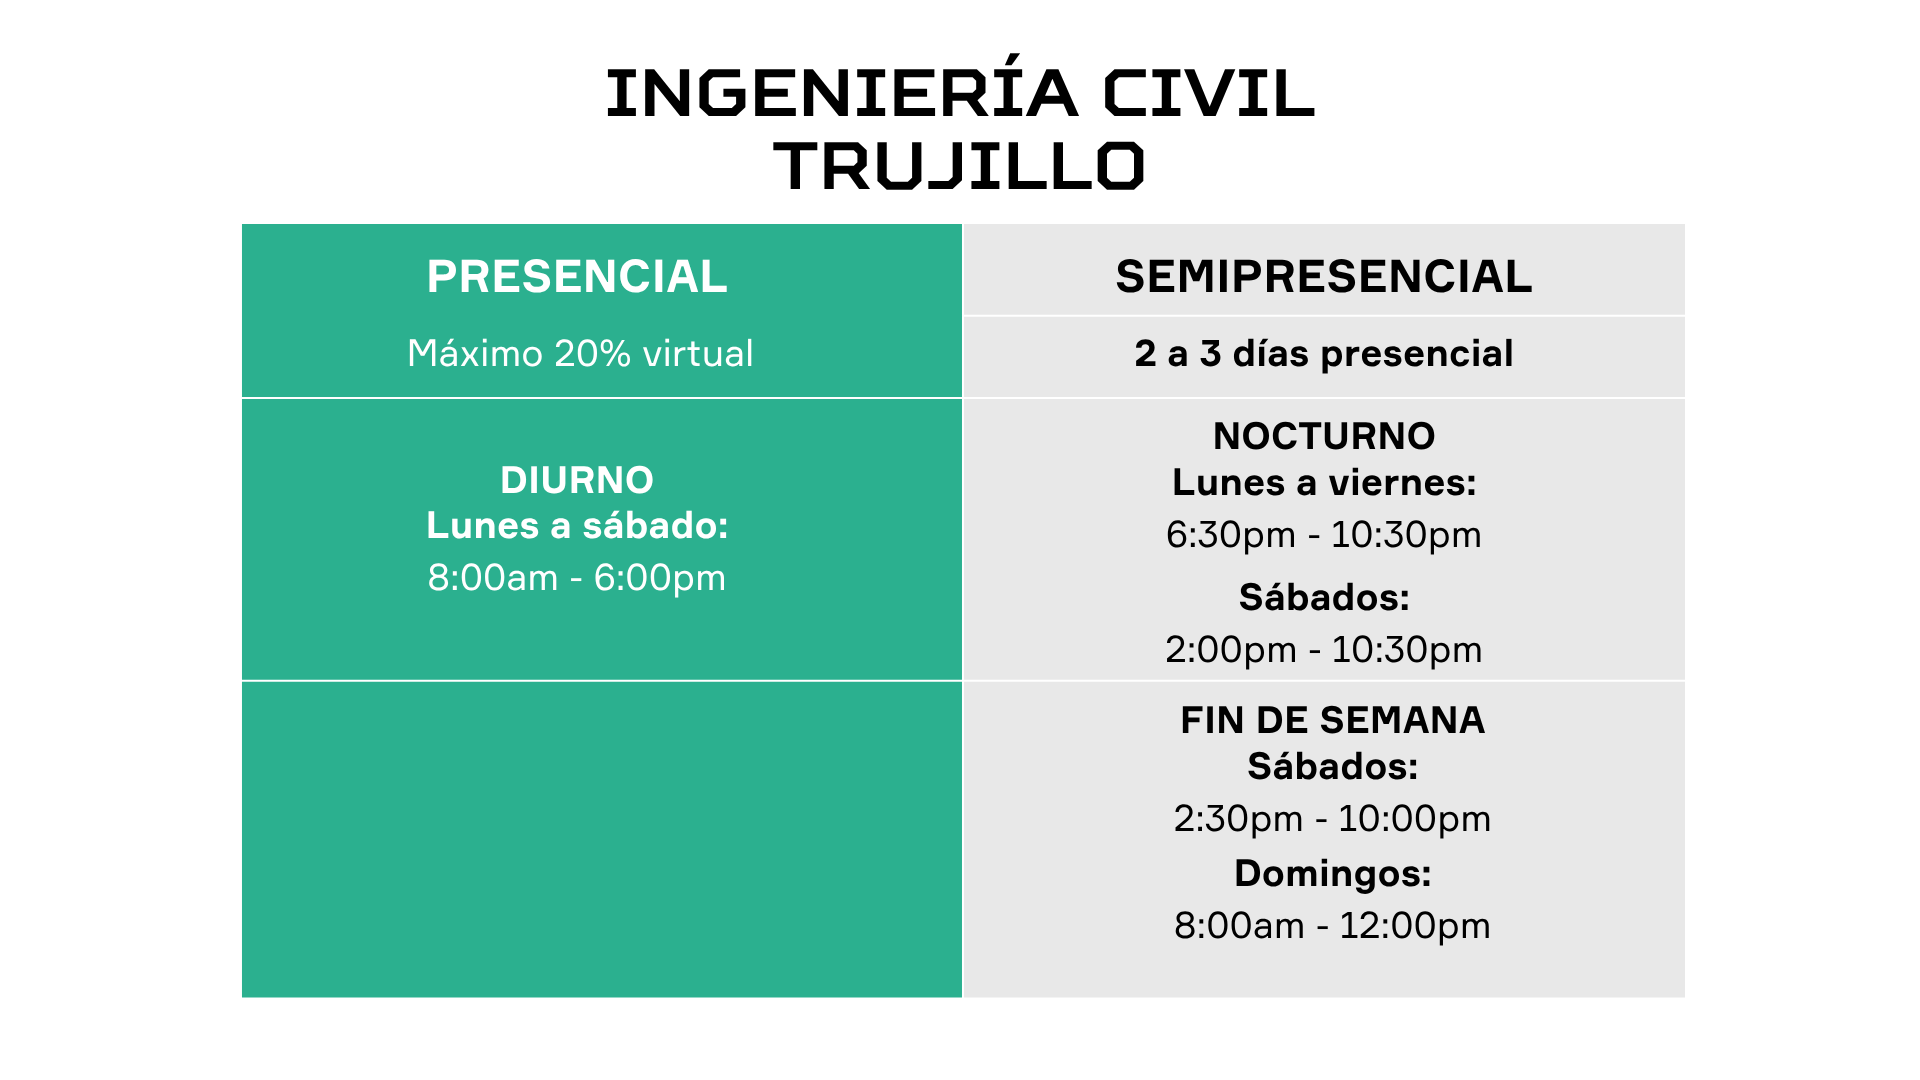 INGENIERÍA CIVIL
TRUJILLO
PRESENCIAL
Máximo 20% virtual
DIURNO
Lunes a sábado:
8:00am - 6:00pm
SEMIPRESENCIAL
2 a 3 días presencial
NOCTURNO
Lunes a viernes:
6:30pm - 10:30pm
Sábados:
2:00pm - 10:30pm
FIN DE SEMANA
Sábados:
2:30pm - 10:00pm
Domingos:
8:00am - 12:00pm